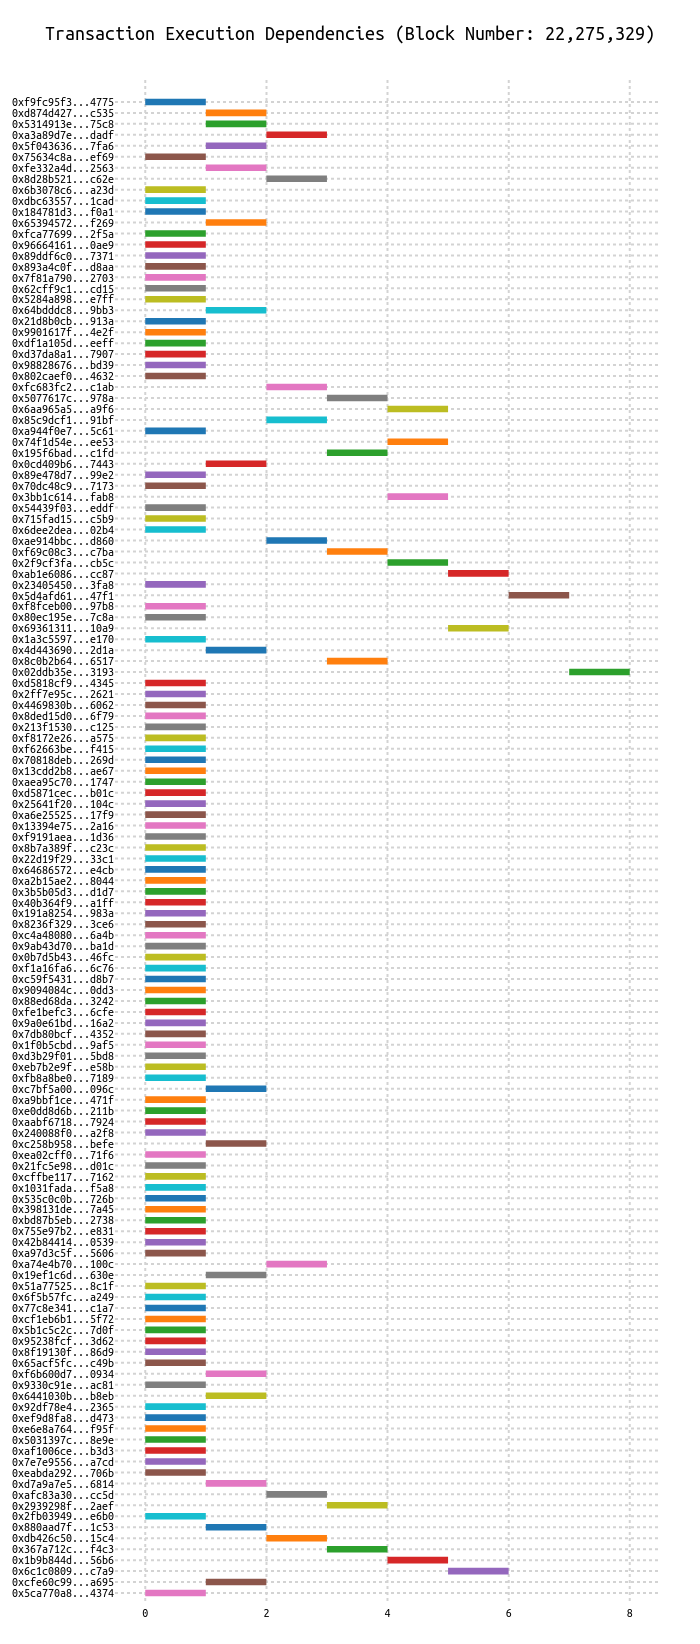 Transaction Execution Dependencies (Block Number: 22,275,329)
0xf9fc95f3...4775
0xd874d427...c535
0x5314913e...75c8
0xa3a89d7e...dadf
0x5f043636...7fa6
0x75634c8a...ef69
0xfe332a4d...2563
0x8d28b521...c62e
0x6b3078c6...a23d
0xdbc63557...1cad
0x184781d3...f0a1
0x65394572...f269
0xfca77699...2f5a
0x96664161...0ae9
0x89ddf6c0...7371
0x893a4c0f...d8aa
0x7f81a790...2703
0x62cff9c1...cd15
0x5284a898...e7ff
0x64bdddc8...9bb3
0x21d8b0cb...913a
0x9901617f...4e2f
0xdf1a105d...eeff
0xd37da8a1...7907
0x98828676...bd39
0x802caef0...4632
0xfc683fc2...c1ab
0x5077617c...978a
0x6aa965a5...a9f6
0x85c9dcf1...91bf
0xa944f0e7...5c61
0x74f1d54e...ee53
0x195f6bad...c1fd
0x0cd409b6...7443
0x89e478d7...99e2
0x70dc48c9...7173
0x3bb1c614...fab8
0x54439f03...eddf
0x715fad15...c5b9
0x6dee2dea...02b4
0xae914bbc...d860
0xf69c08c3...c7ba
0x2f9cf3fa...cb5c
0xab1e6086...cc87
0x23405450...3fa8
0x5d4afd61...47f1
0xf8fceb00...97b8
0x80ec195e...7c8a
0x69361311...10a9
0x1a3c5597...e170
0x4d443690...2d1a
0x8c0b2b64...6517
0x02ddb35e...3193
0xd5818cf9...4345
0x2ff7e95c...2621
0x4469830b...6062
0x8ded15d0...6f79
0x213f1530...c125
0xf8172e26...a575
0xf62663be...f415
0x70818deb...269d
0x13cdd2b8...ae67
0xaea95c70...1747
0xd5871cec...b01c
0x25641f20...104c
0xa6e25525...17f9
0x13394e75...2a16
0xf9191aea...1d36
0x8b7a389f...c23c
0x22d19f29...33c1
0x64686572...e4cb
0xa2b15ae2...8044
0x3b5b05d3...d1d7
0x40b364f9...a1ff
0x191a8254...983a
0x8236f329...3ce6
0xc4a48080...6a4b
0x9ab43d70...ba1d
0x0b7d5b43...46fc
0xf1a16fa6...6c76
0xc59f5431...d8b7
0x9094084c...0dd3
0x88ed68da...3242
0xfe1befc3...6cfe
0x9a0e61bd...16a2
0x7db80bcf...4352
0x1f0b5cbd...9af5
0xd3b29f01...5bd8
0xeb7b2e9f...e58b
0xfb8a8be0...7189
0xc7bf5a00...096c
0xa9bbf1ce...471f
0xe0dd8d6b...211b
0xaabf6718...7924
0x240088f0...a2f8
0xc258b958...befe
0xea02cff0...71f6
0x21fc5e98...d01c
0xcffbe117...7162
0x1031fada...f5a8
0x535c0c0b...726b
0x398131de...7a45
0xbd87b5eb...2738
0x755e97b2...e831
0x42b84414...0539
0xa97d3c5f...5606
0xa74e4b70...100c
0x19ef1c6d...630e
0x51a77525...8c1f
0x6f5b57fc...a249
0x77c8e341...c1a7
0xcf1eb6b1...5f72
0x5b1c5c2c...7d0f
0x95238fcf...3d62
0x8f19130f...86d9
0x65acf5fc...c49b
0xf6b600d7...0934
0x9330c91e...ac81
0x6441030b...b8eb
0x92df78e4...2365
0xef9d8fa8...d473
0xe6e8a764...f95f
0x5031397c...8e9e
0xaf1006ce...b3d3
0x7e7e9556...a7cd
0xeabda292...706b
0xd7a9a7e5...6814
0xafc83a30...cc5d
0x2939298f...2aef
0x2fb03949...e6b0
0x880aad7f...1c53
0xdb426c50...15c4
0x367a712c...f4c3
0x1b9b844d...56b6
0x6c1c0809...c7a9
0xcfe60c99...a695
0x5ca770a8...4374
0 2 4 6 8